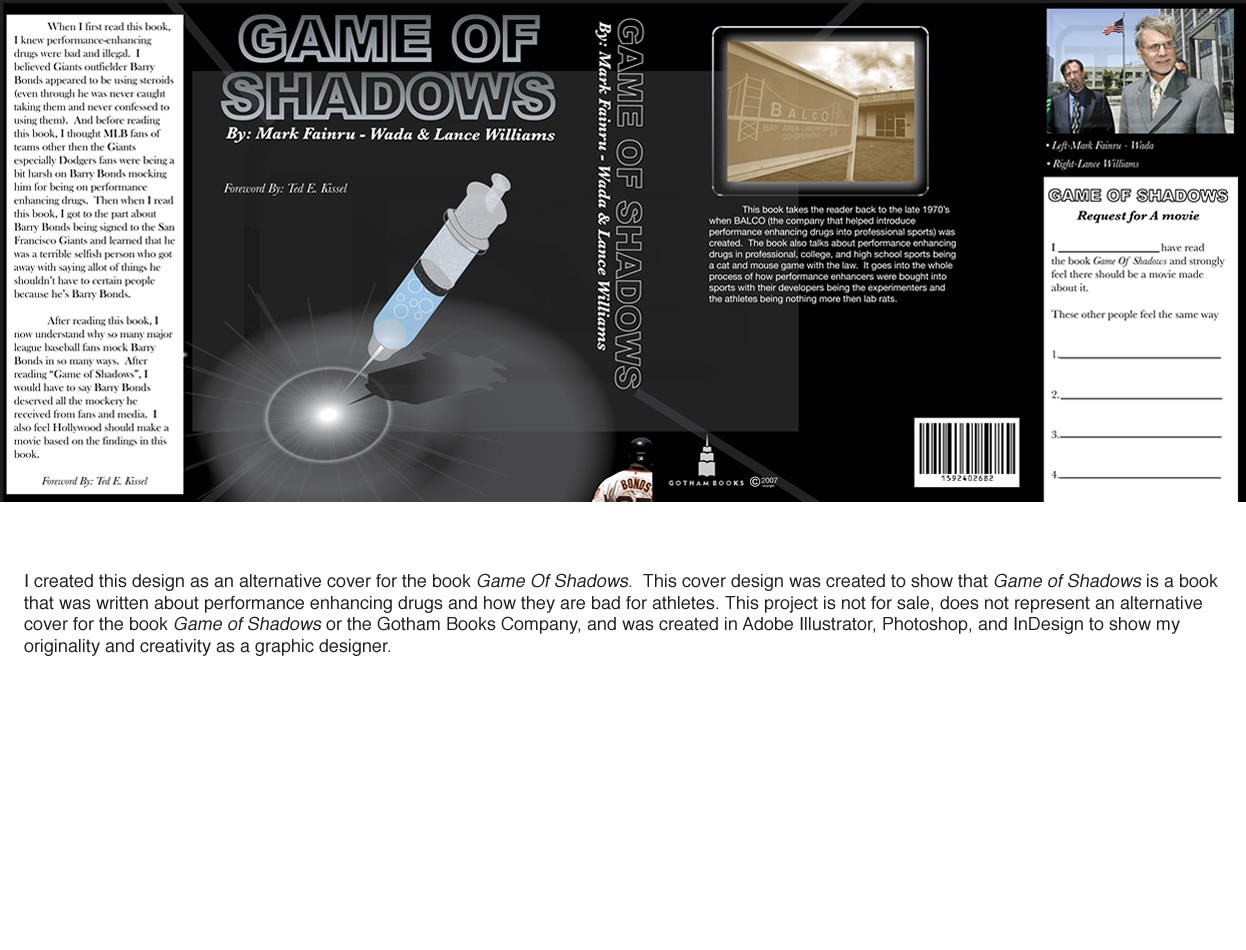 When I first read this book,
I knew performance-enhancing
drugs were bad and illegal. I
believed Giants outfielder Barry
Bonds appeared to be using steroids
(even through he was never caught
taking them and never confessed to
using them). And before reading
this book, I thought MLB fans of
teams other then the Giants
especially Dodgers fans were being a
bit harsh on Barry Bonds mocking
him for being on performance
enhancing drugs. Then when I read
this book, I got to the part about
Barry Bonds being signed to the San
Francisco Giants and learned that he
was a terrible selfish person who got
away with saying allot of things he
shouldn't have to certain people
because he's Barry Bonds.
After reading this book, I
now understand why so many major
league baseball fans mock Barry
Bonds in so many ways. After
reading "Game of Shadows", I
would have to say Barry Bonds
deserved all the mockery he
received from fans and media. I
also feel Hollywood should make a
movie based on the findings in this
book.
Foreword By: Ted E. Kissel
GAME OF
SHADOWS
By: Mark Fainru - Wada & Lance Williams
Foreword By: Ted E. Kissel
GAME OF SHADOWS
By: Mark Fainru - Wada & Lance Williams
BONDS
BALCO
BAY AREA LABORATORY
CO-OPERATIVE
This book takes the reader back to the late 1970's
when BALCO (the company that helped introduce
performance enhancing drugs into professional sports) was
created. The book also talks about performance enhancing
drugs in professional, college, and high school sports being
a cat and mouse game with the law. It goes into the whole
process of how performance enhancers were bought into
sports with their developers being the experimenters and
the athletes being nothing more then lab rats.
GOTHAM BOOKS
©2007
copyright
1592402682
• Left-Mark Fainru - Wada
• Right-Lance Williams
GAME OF SHADOWS
Request for A movie
I ____________________ have read
the book Game Of Shadows and strongly
feel there should be a movie made
about it.
These other people feel the same way
1.
2.
3.
4.
I created this design as an alternative cover for the book Game Of Shadows. This cover design was created to show that Game of Shadows is a book
that was written about performance enhancing drugs and how they are bad for athletes. This project is not for sale, does not represent an alternative
cover for the book Game of Shadows or the Gotham Books Company, and was created in Adobe Illustrator, Photoshop, and InDesign to show my
originality and creativity as a graphic designer.